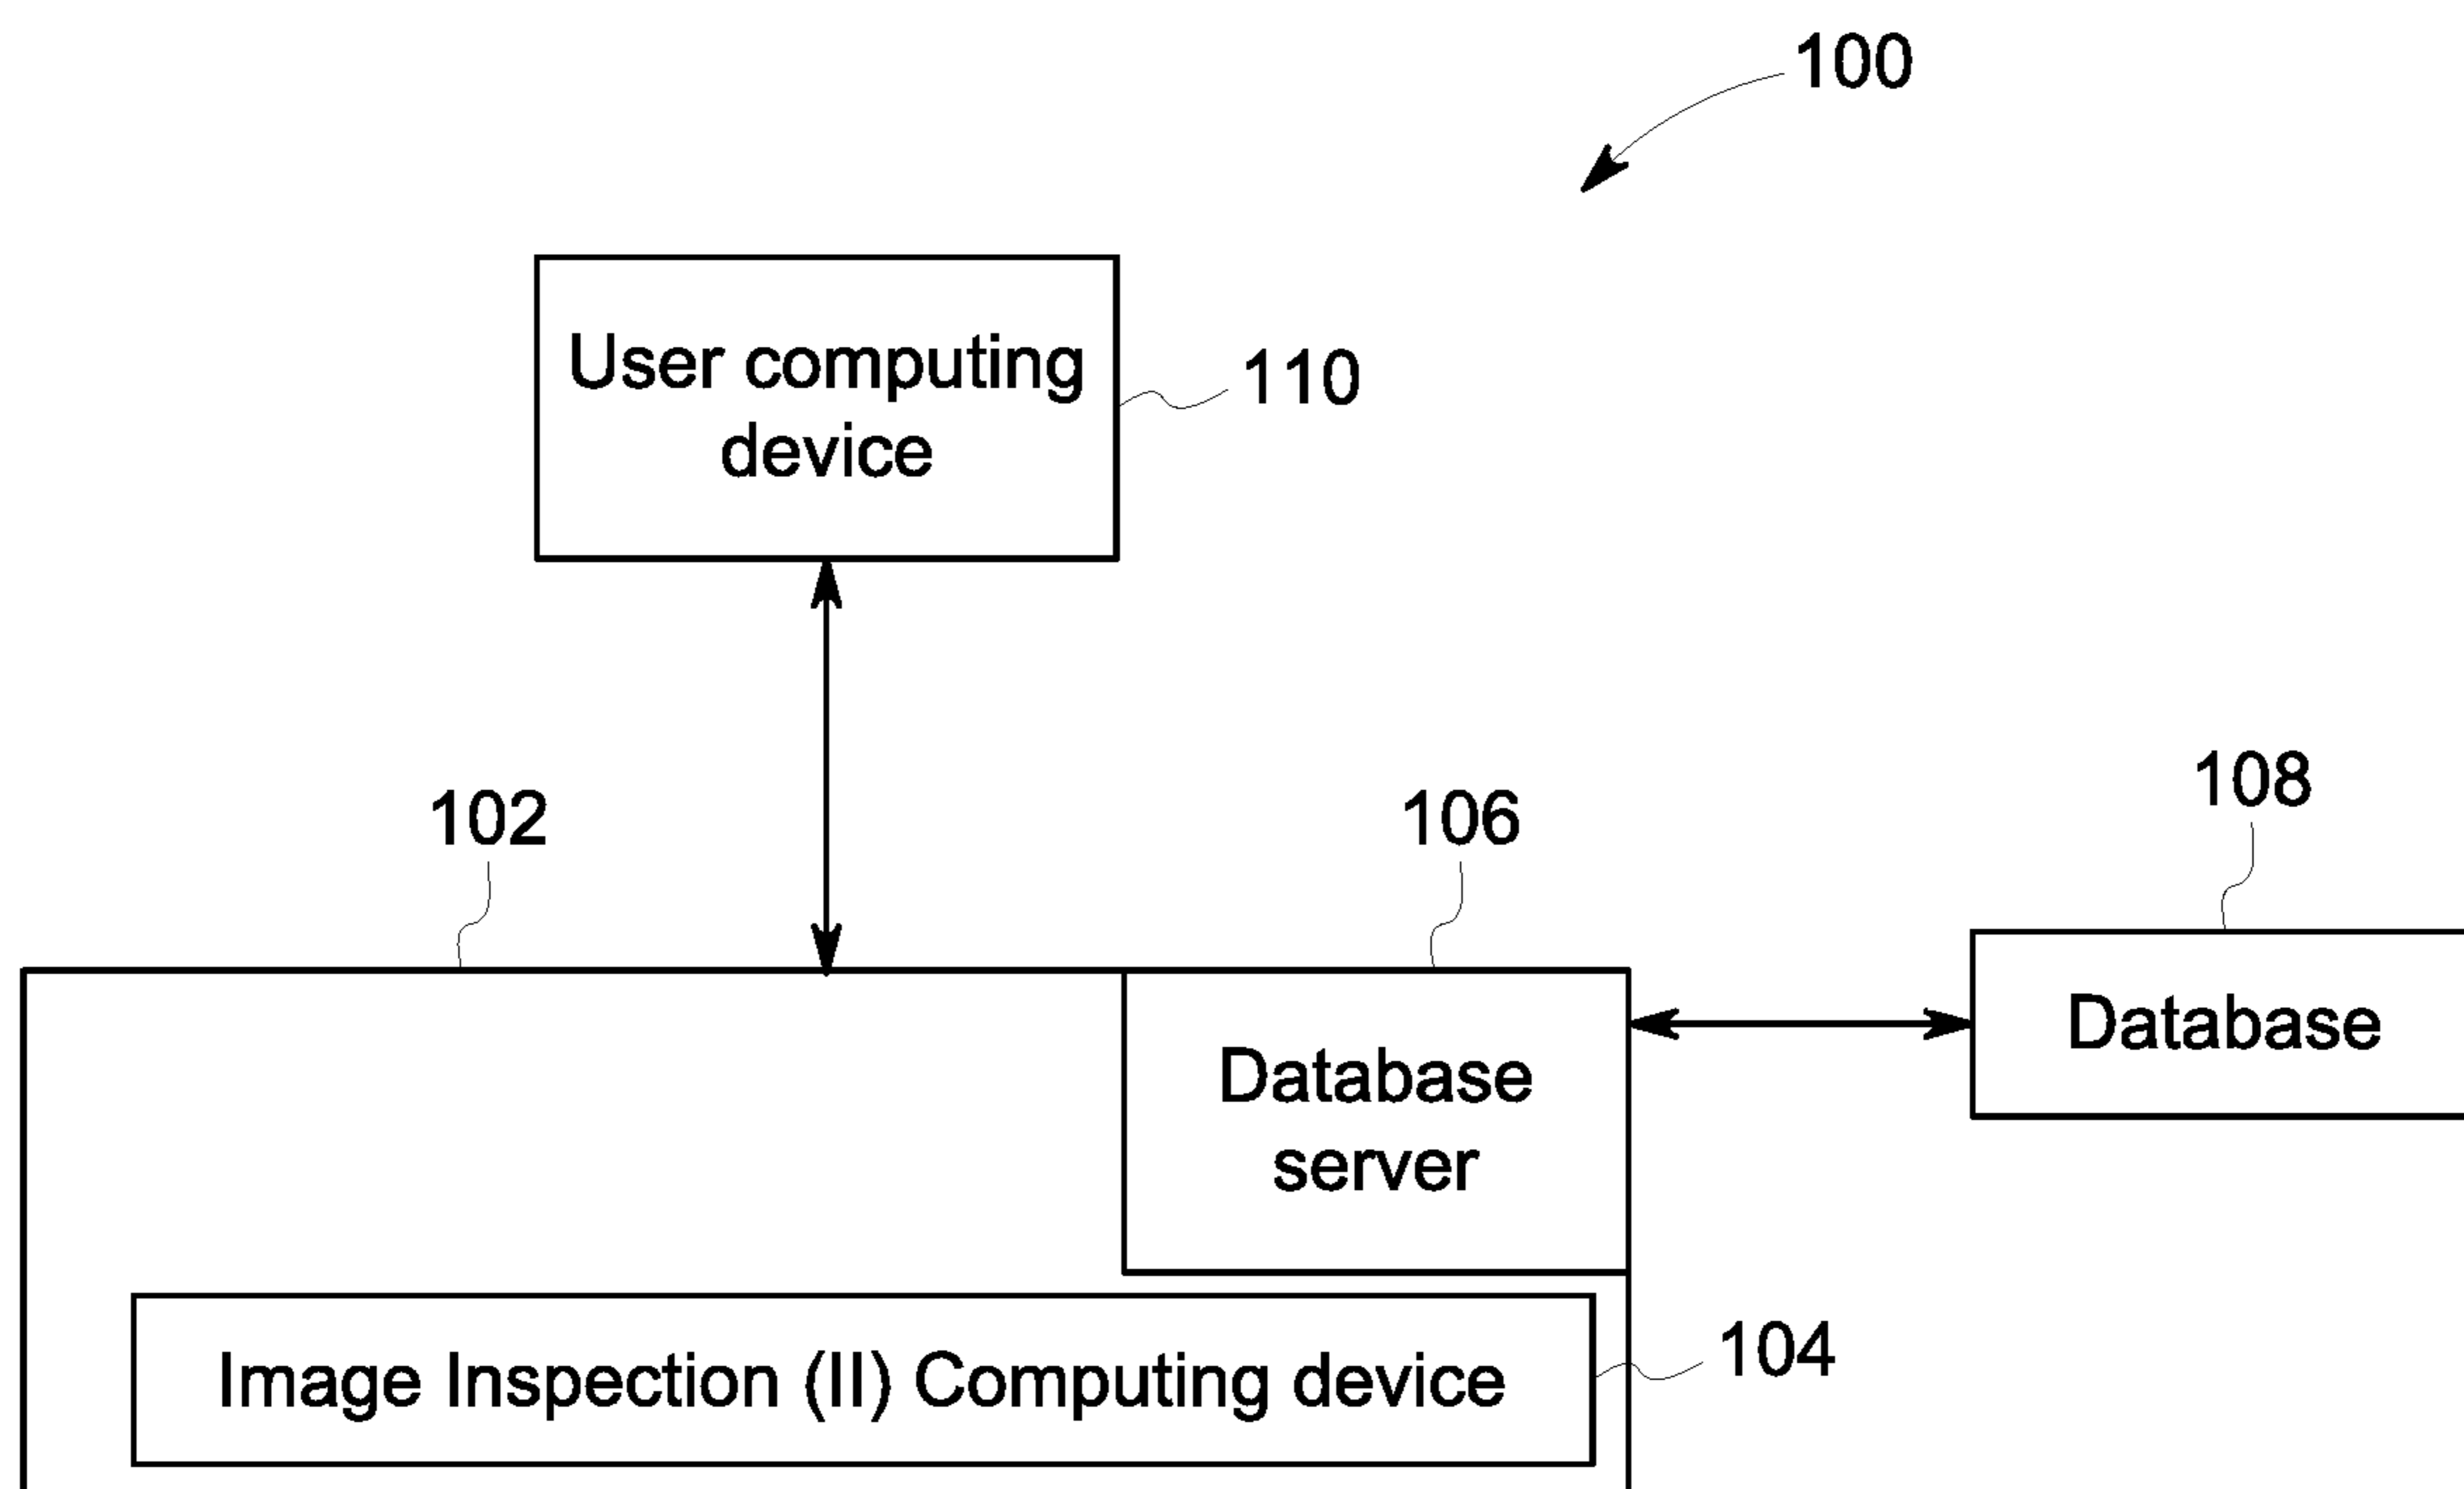 100
User computing
device
110
102
106
108
Database
server
Database
Image Inspection (II) Computing device
104